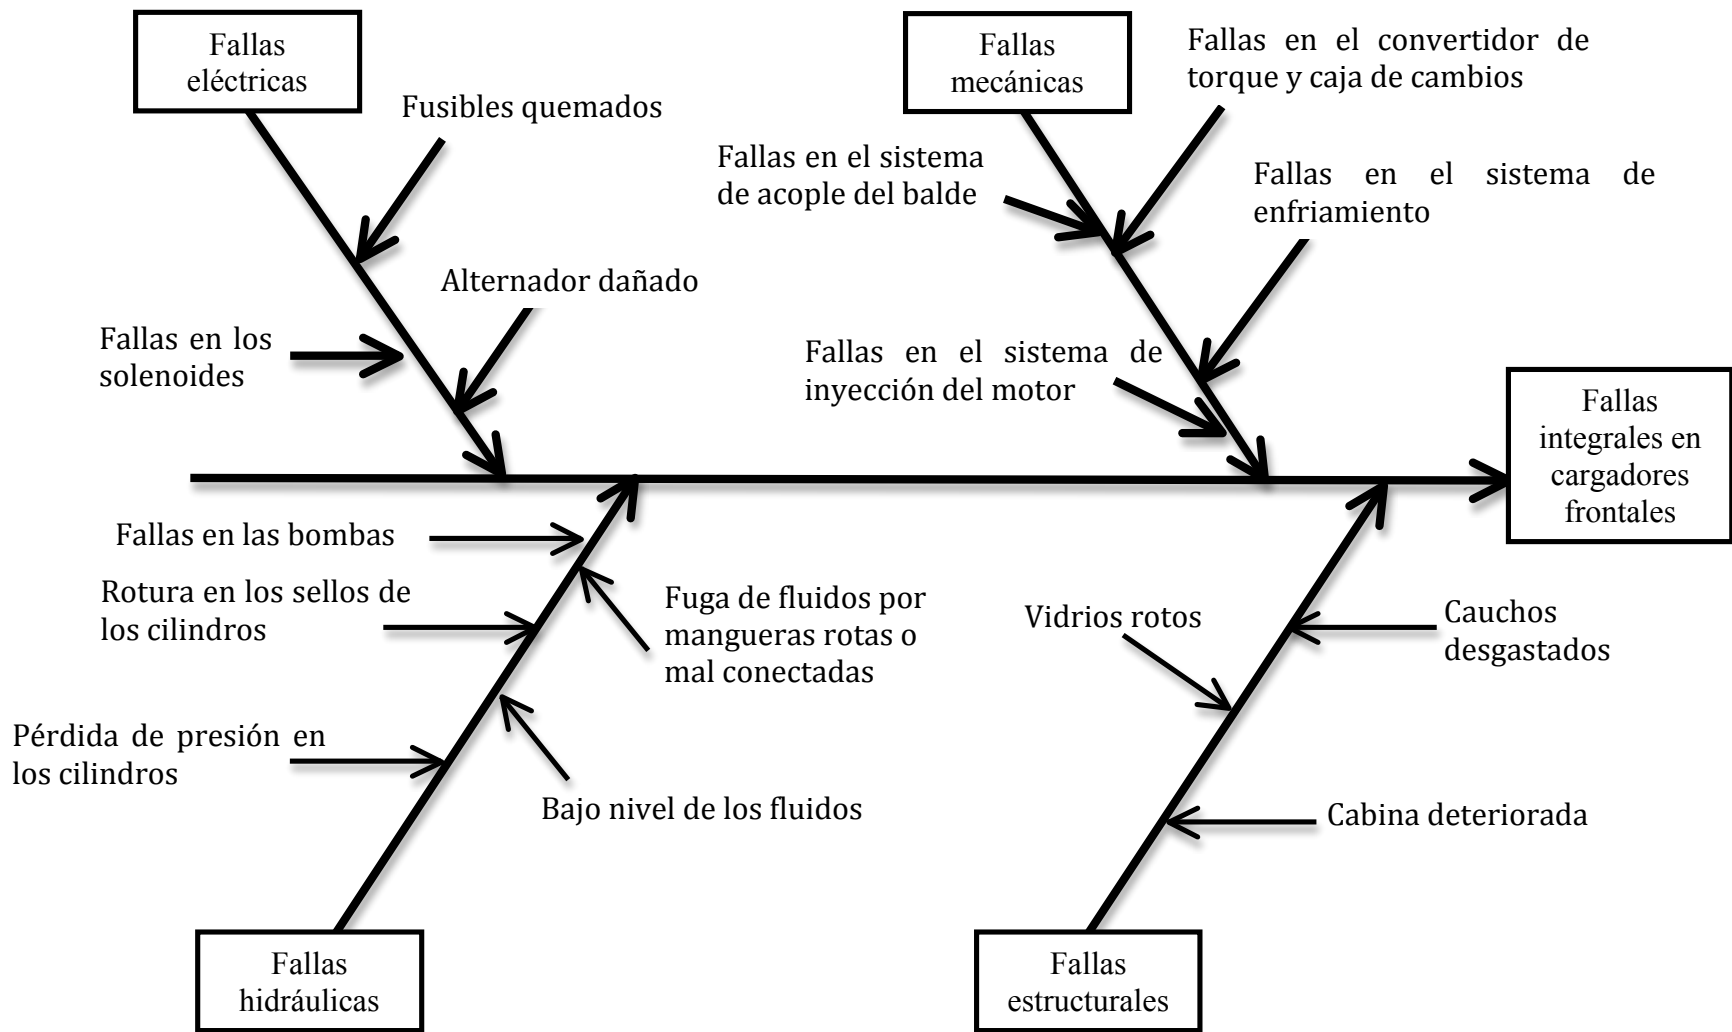 Fallas
eléctricas
Fallas
mecánicas
Fallas en el convertidor de
torque y caja de cambios
Fusibles quemados
Fallas en el sistema
de acople del balde
Fallas en el sistema de
enfriamiento
Alternador dañado
Fallas en los
solenoides
Fallas en el sistema de
inyección del motor
Fallas
integrales en
cargadores
frontales
Fallas en las bombas
Rotura en los sellos de
los cilindros
Fuga de fluidos por
mangueras rotas o
mal conectadas
Vidrios rotos
Cauchos
desgastados
Pérdida de presión en
los cilindros
Bajo nivel de los fluidos
Cabina deteriorada
Fallas
hidráulicas
Fallas
estructurales